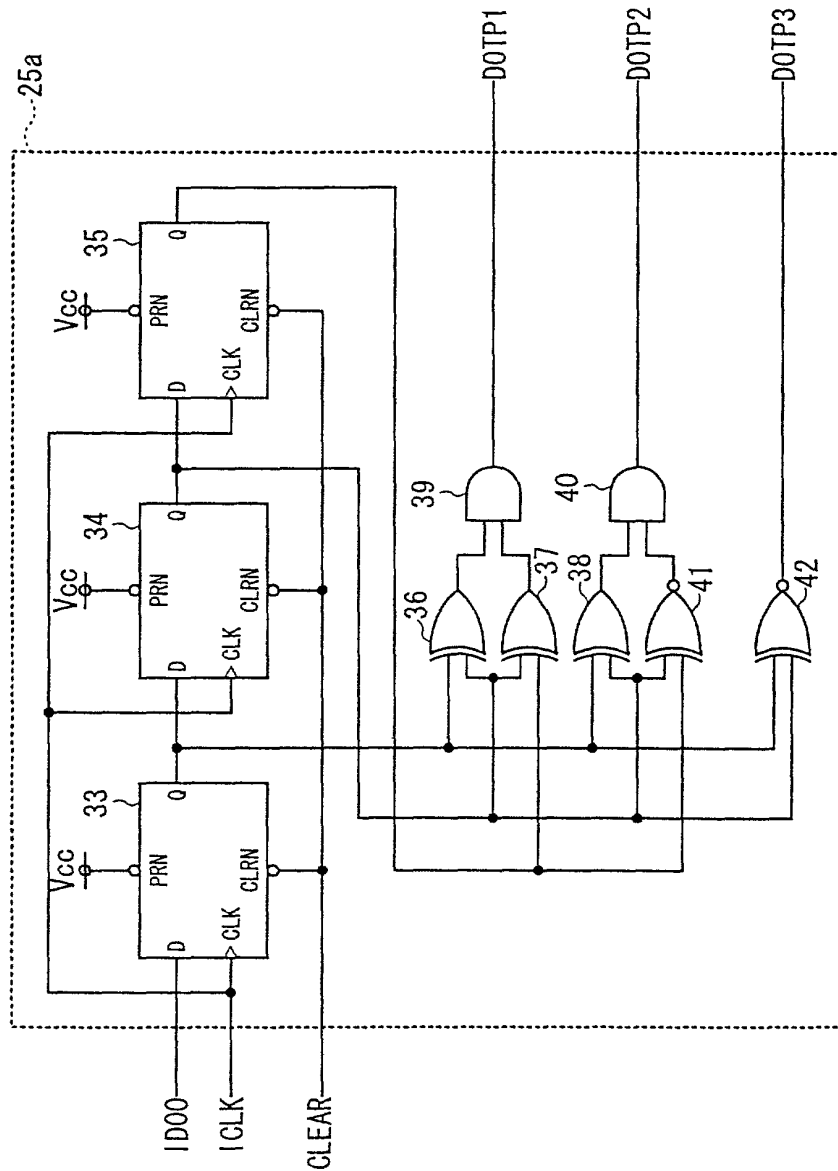 25a
Vcc
Vcc
Vcc
33
34
35
PRN
PRN
PRN
D
Q
D
Q
D
Q
CLK
CLK
CLK
CLRN
CLRN
CLRN
ID00
ICLK
CLEAR
36
37
38
39
40
41
42
DOTP1
DOTP2
DOTP3